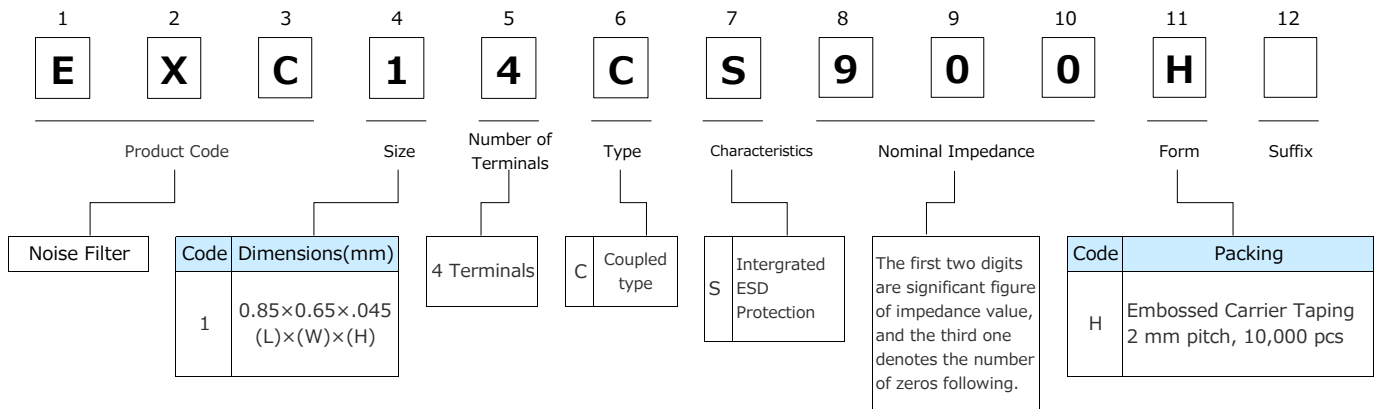 1 2 3 4 5 6 7 8 9 10 11 12
E X C 1 4 C S 9 0 0 H
Product Code
Size
Number of
Terminals
Type
Characteristics
Nominal Impedance
Form
Suffix
Noise Filter
Code Dimensions(mm)
1
0.85×0.65×.045
(L)×(W)×(H)
4 Terminals
C
Coupled
type
S
Intergrated
ESD
Protection
The first two digits
are significant figure
of impedance value,
and the third one
denotes the number
of zeros following.
Code Packing
H
Embossed Carrier Taping
2 mm pitch, 10,000 pcs